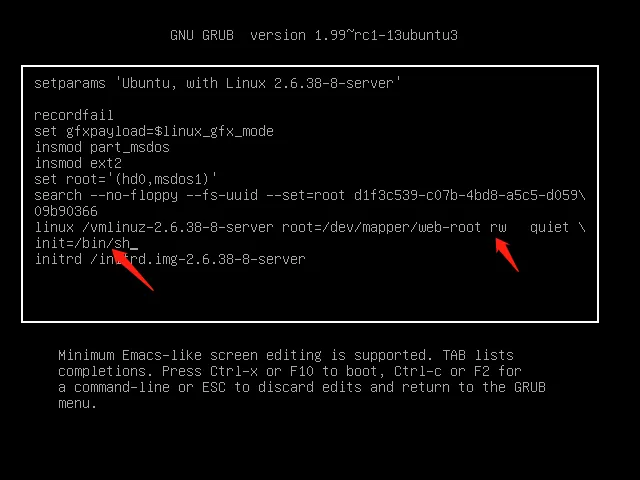 GNU GRUB  version 1.99~rc1-13ubuntu3
setparams 'Ubuntu, with Linux 2.6.38-8-server'
recordfail
set gfxpayload=$linux_gfx_mode
insmod part_msdos
insmod ext2
set root='(hd0,msdos1)'
search --no-floppy --fs-uuid --set=root d1f3c539-c07b-4bd8-a5c5-d059\
09b90366
linux /vmlinuz-2.6.38-8-server root=/dev/mapper/web-root rw   quiet \
init=/bin/sh_
initrd /initrd.img-2.6.38-8-server
Minimum Emacs-like screen editing is supported. TAB lists
completions. Press Ctrl-x or F10 to boot, Ctrl-c or F2 for
a command-line or ESC to discard edits and return to the GRUB
menu.